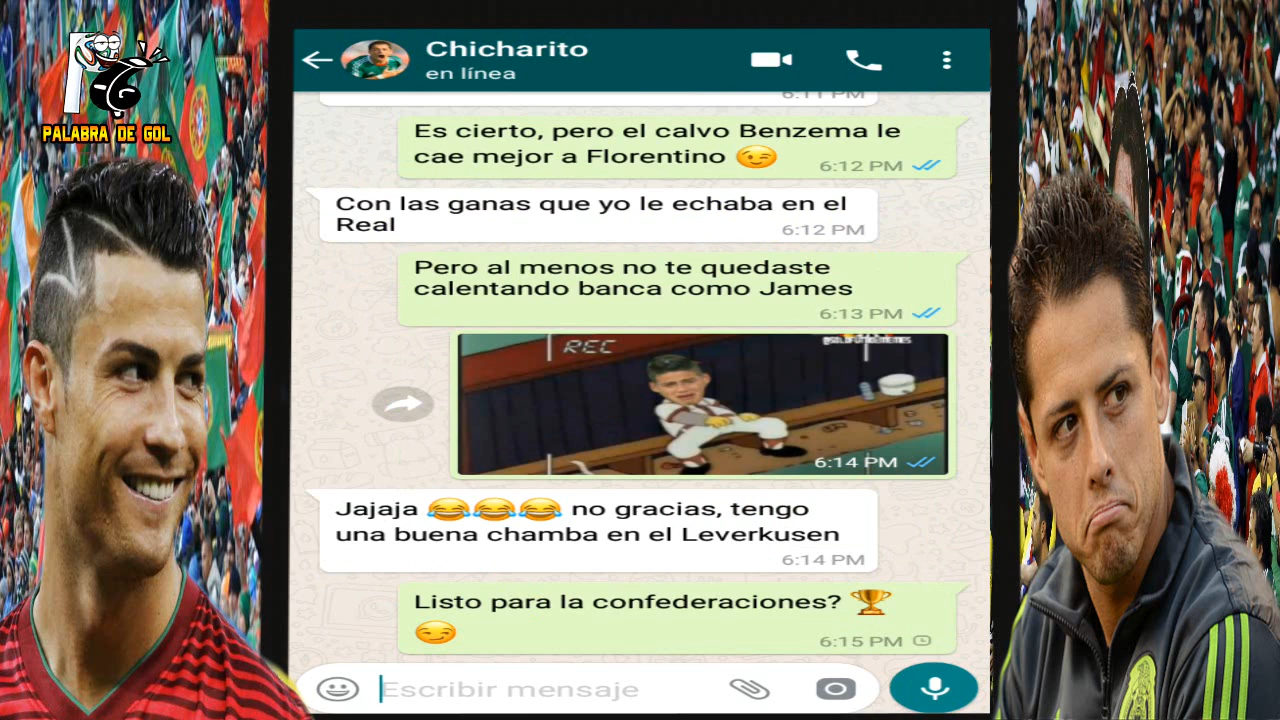 PALABRA DE GOL
Chicharito
en línea
6:11 PM
Es cierto, pero el calvo Benzema le
cae mejor a Florentino 😉 6:12 PM
Con las ganas que yo le echaba en el
Real
6:12 PM
Pero al menos no te quedaste
calentando banca como James
6:13 PM
REC
6:14 PM
Jajaja 😂😂😂 no gracias, tengo
una buena chamba en el Leverkusen
6:14 PM
Listo para la confederaciones? 🏆
😏 6:15 PM
Escribir mensaje